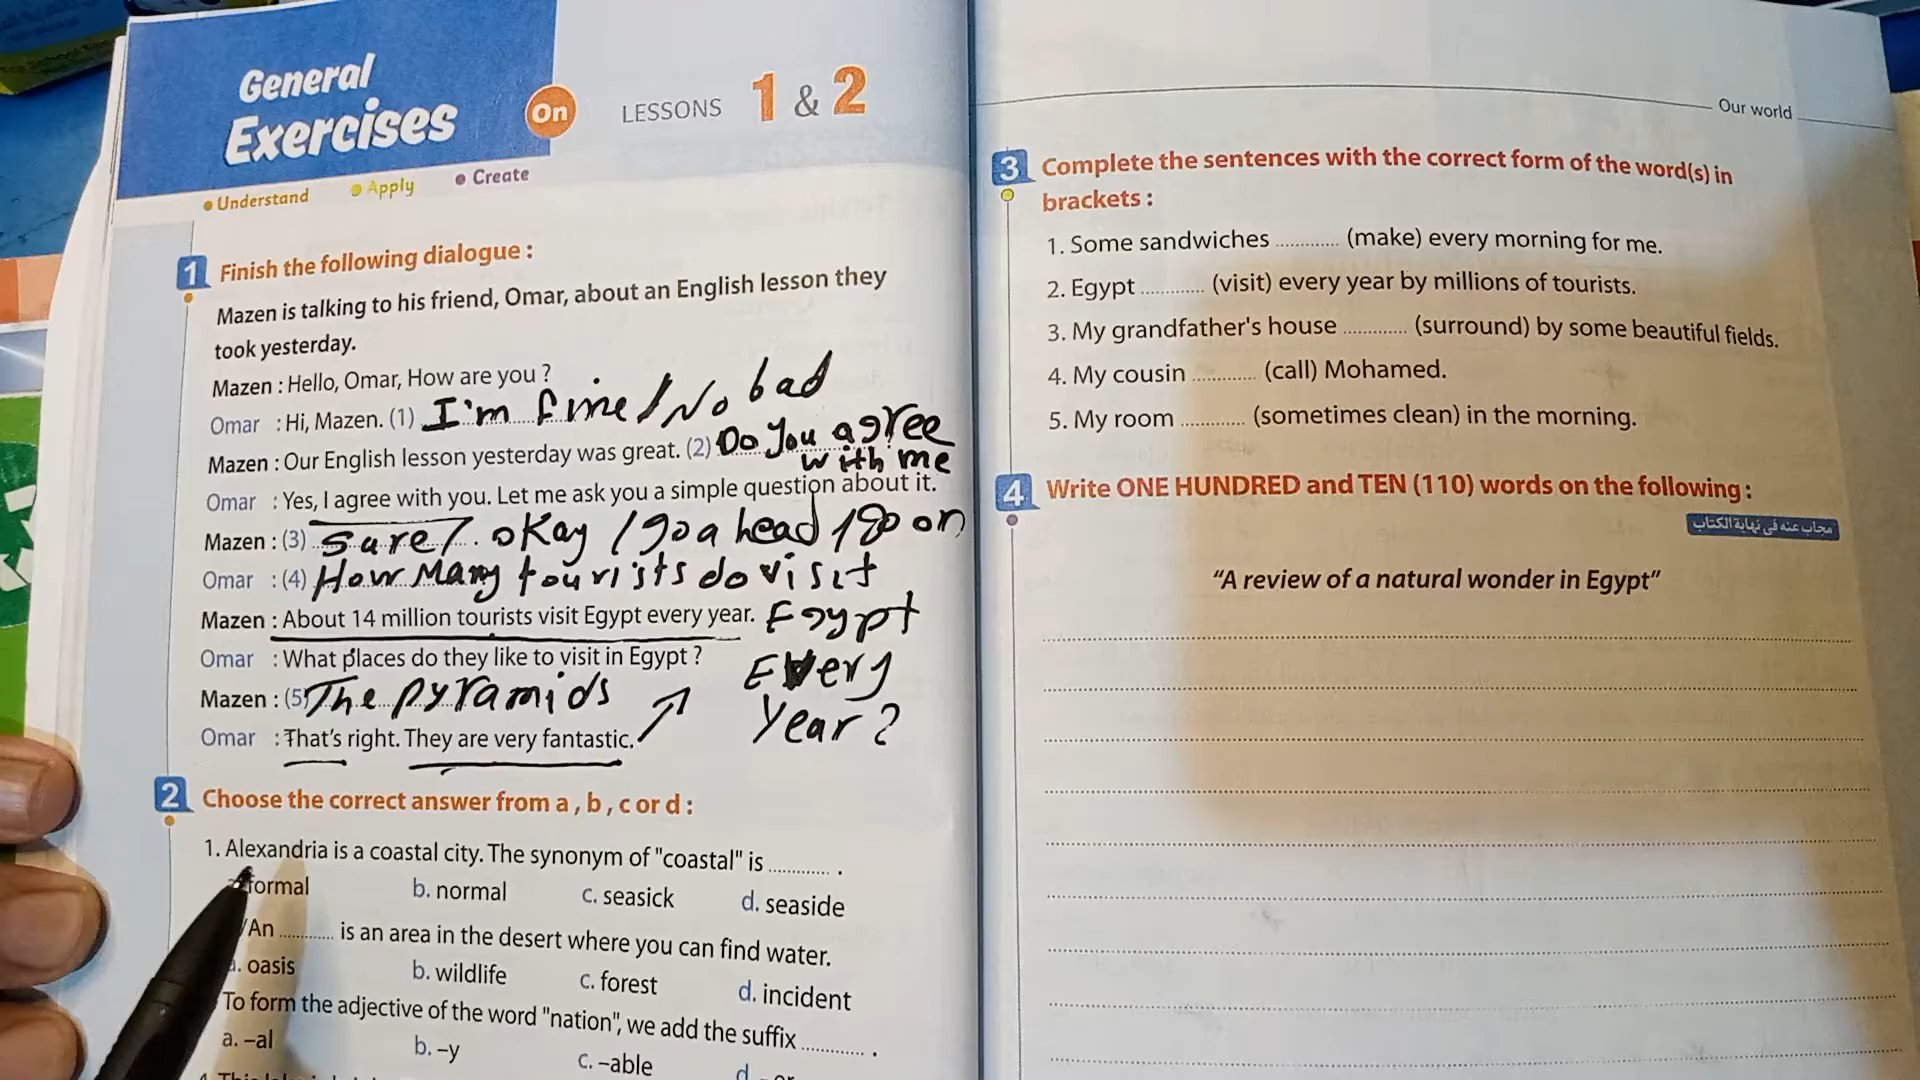 General
Exercises
On
LESSONS 1 & 2
Understand Apply Create
1 Finish the following dialogue :
Mazen is talking to his friend, Omar, about an English lesson they
took yesterday.
Mazen : Hello, Omar, How are you ?
Omar : Hi, Mazen. (1) I'm fine / No bad
Mazen : Our English lesson yesterday was great. (2) Do you agree
with me
Omar : Yes, I agree with you. Let me ask you a simple question about it.
Mazen : (3) Sure / okay / go a head / go on
Omar : (4) How Many tourists do visit
Mazen : About 14 million tourists visit Egypt every year. Egypt
Omar : What places do they like to visit in Egypt ?
Every
Mazen : (5) The pyramids
Year ?
Omar : That's right. They are very fantastic.
2 Choose the correct answer from a , b , c or d :
1. Alexandria is a coastal city. The synonym of "coastal" is ............ .
formal b. normal c. seasick d. seaside
An ............ is an area in the desert where you can find water.
a. oasis b. wildlife c. forest d. incident
To form the adjective of the word "nation", we add the suffix ............ .
a. –al b. –y c. –able d.
Our world
3 Complete the sentences with the correct form of the word(s) in
brackets :
1. Some sandwiches ............ (make) every morning for me.
2. Egypt ............ (visit) every year by millions of tourists.
3. My grandfather's house ............ (surround) by some beautiful fields.
4. My cousin ............ (call) Mohamed.
5. My room ............ (sometimes clean) in the morning.
4 Write ONE HUNDRED and TEN (110) words on the following :
مجاب عنه فى نهاية الكتاب
“A review of a natural wonder in Egypt”